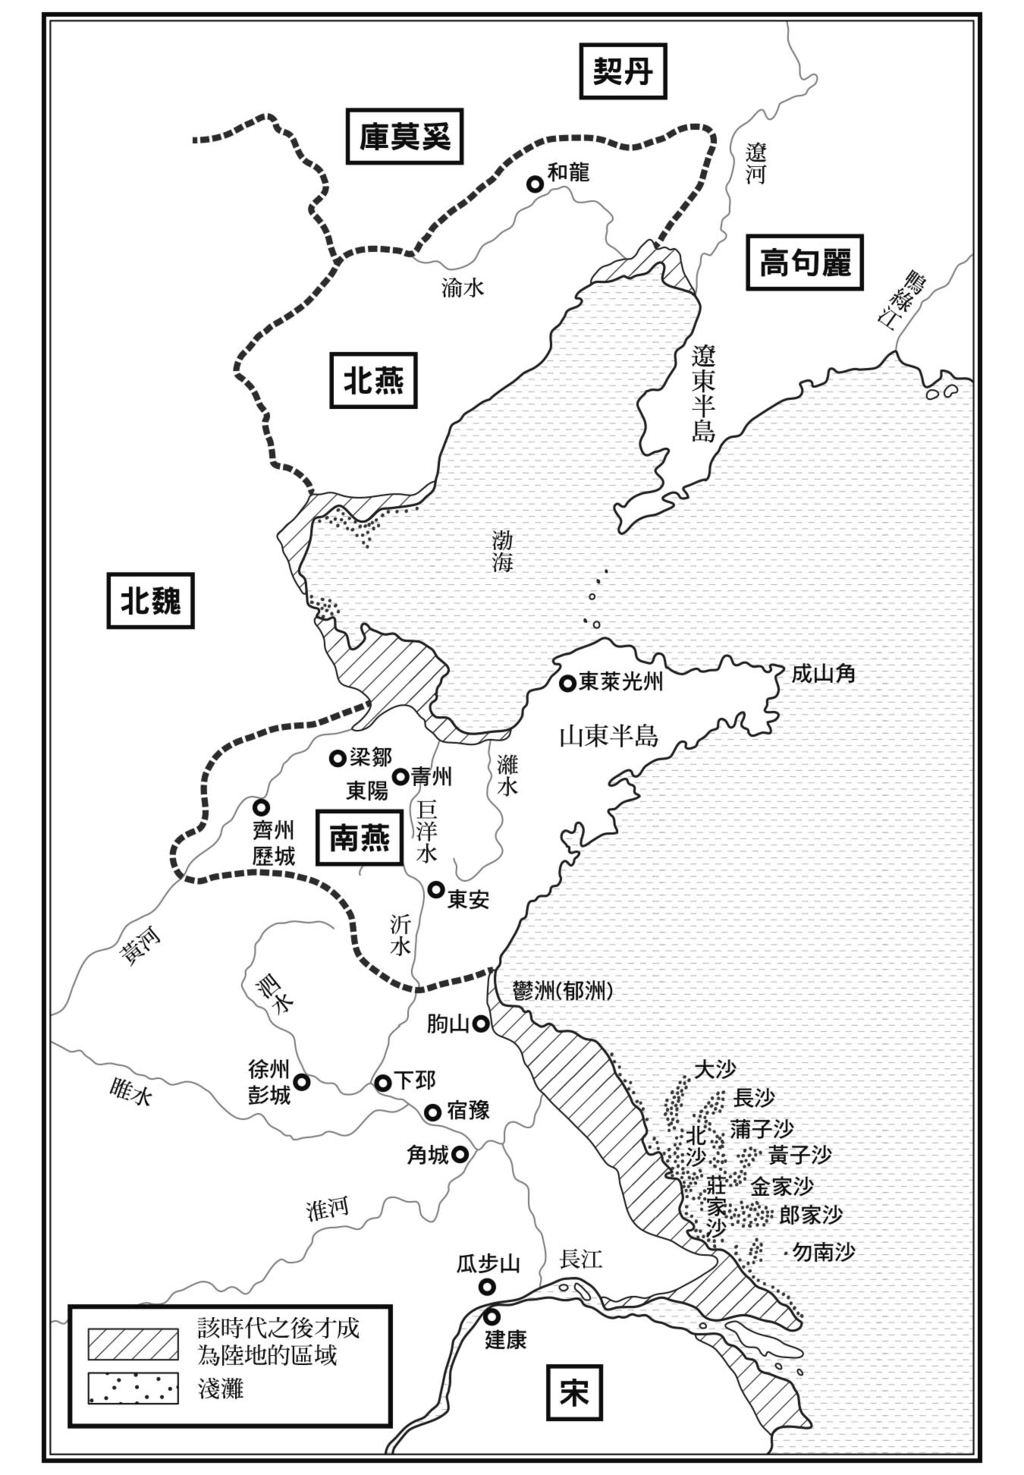 契丹
庫莫奚
和龍
遼河
高句麗
鴨綠江
渝水
遼東半島
北燕
渤海
北魏
東萊光州
成山角
山東半島
梁鄒
東陽
青州
濰水
巨洋水
齊州
歷城
南燕
東安
沂水
黃河
泗水
鬱洲(郁洲)
朐山
徐州
彭城
下邳
宿豫
睢水
角城
大沙
長沙
北沙
蒲子沙
黃子沙
莊家沙
金家沙
郎家沙
勿南沙
淮河
瓜步山
長江
建康
宋
該時代之後才成
為陸地的區域
淺灘